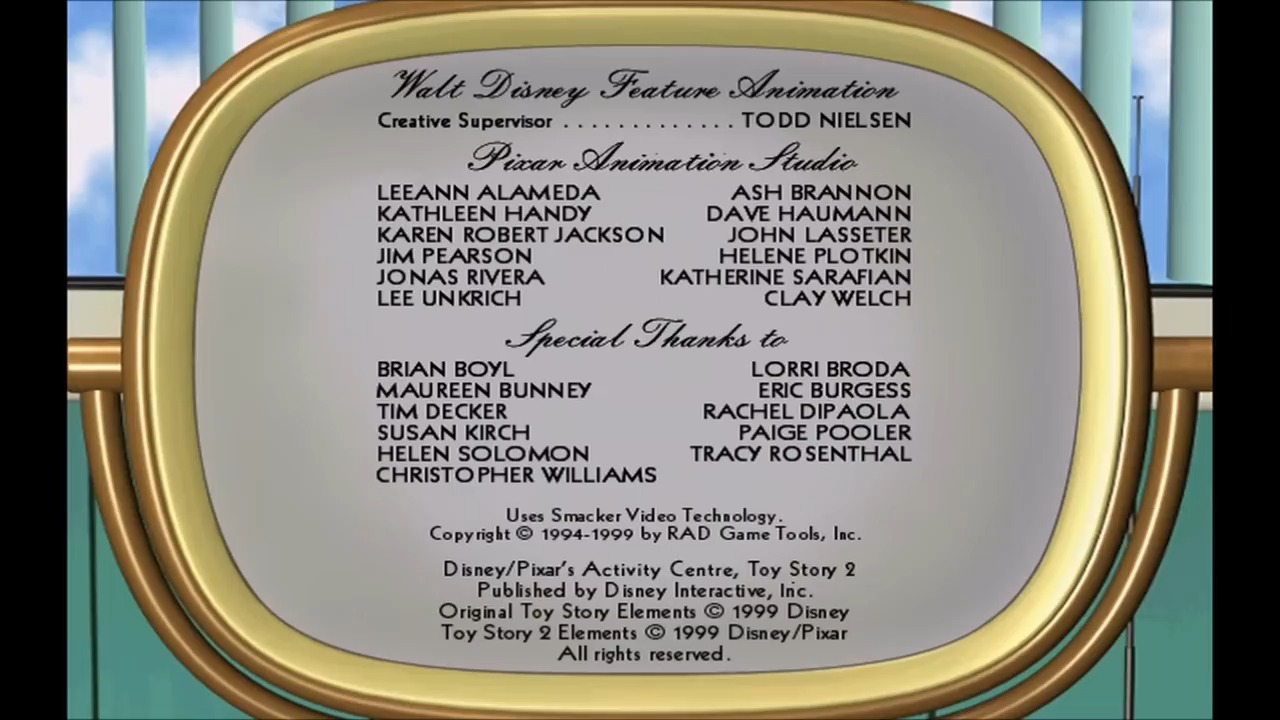 Walt Disney Feature Animation
Creative Supervisor . . . . . . . . . . . . . TODD NIELSEN
Pixar Animation Studio
LEEANN ALAMEDA ASH BRANNON
KATHLEEN HANDY DAVE HAUMANN
KAREN ROBERT JACKSON JOHN LASSETER
JIM PEARSON HELENE PLOTKIN
JONAS RIVERA KATHERINE SARAFIAN
LEE UNKRICH CLAY WELCH
Special Thanks to
BRIAN BOYL LORRI BRODA
MAUREEN BUNNEY ERIC BURGESS
TIM DECKER RACHEL DIPAOLA
SUSAN KIRCH PAIGE POOLER
HELEN SOLOMON TRACY ROSENTHAL
CHRISTOPHER WILLIAMS
Uses Smacker Video Technology.
Copyright © 1994-1999 by RAD Game Tools, Inc.
Disney/Pixar's Activity Centre, Toy Story 2
Published by Disney Interactive, Inc.
Original Toy Story Elements © 1999 Disney
Toy Story 2 Elements © 1999 Disney/Pixar
All rights reserved.